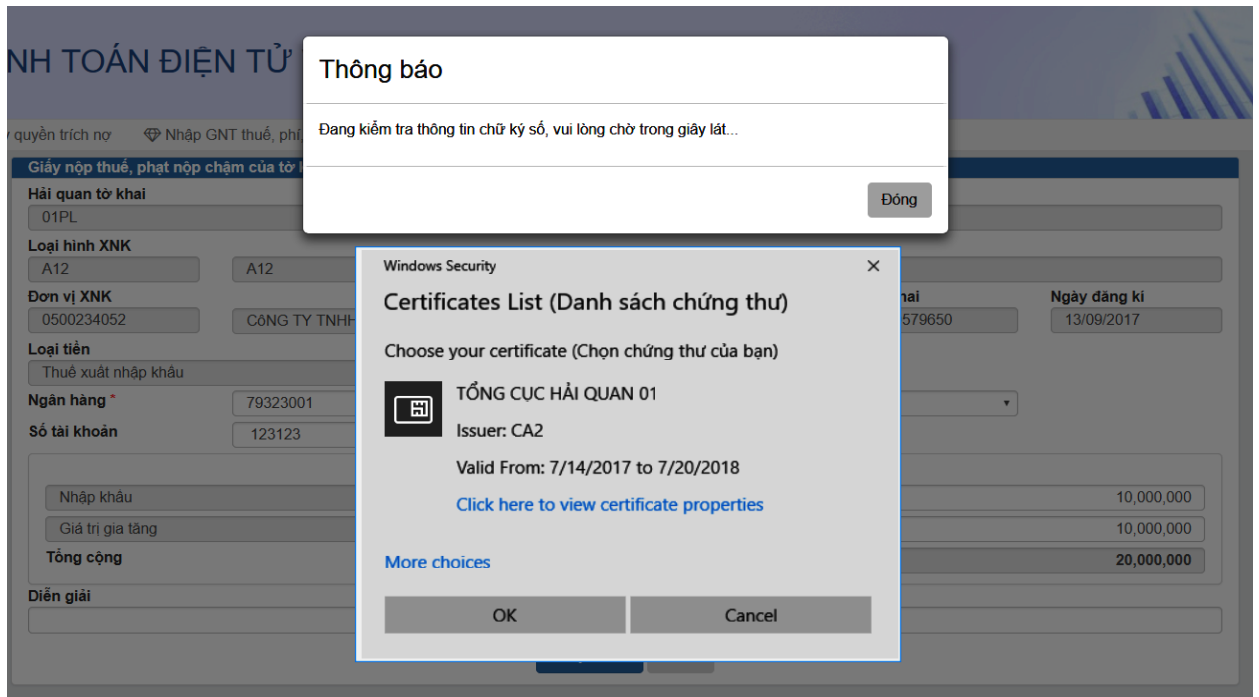 NH TOÁN ĐIỆN TỬ
Thông báo
Đang kiểm tra thông tin chữ ký số, vui lòng chờ trong giây lát...
Đóng
quyền trích nợ Nhập GNT thuế, phí
Giấy nộp thuế, phạt nộp chậm của tờ
Hải quan tờ khai
01PL
Loại hình XNK
A12 A12
Đơn vị XNK hai Ngày đăng kí
0500234052 CôNG TY TNHH 579650 13/09/2017
Loại tiền
Thuế xuất nhập khẩu
Ngân hàng * 79323001
Số tài khoản 123123
Nhập khẩu 10,000,000
Giá trị gia tăng 10,000,000
Tổng cộng 20,000,000
Diễn giải
Windows Security
Certificates List (Danh sách chứng thư)
Choose your certificate (Chọn chứng thư của bạn)
TỔNG CỤC HẢI QUAN 01
Issuer: CA2
Valid From: 7/14/2017 to 7/20/2018
Click here to view certificate properties
More choices
OK Cancel